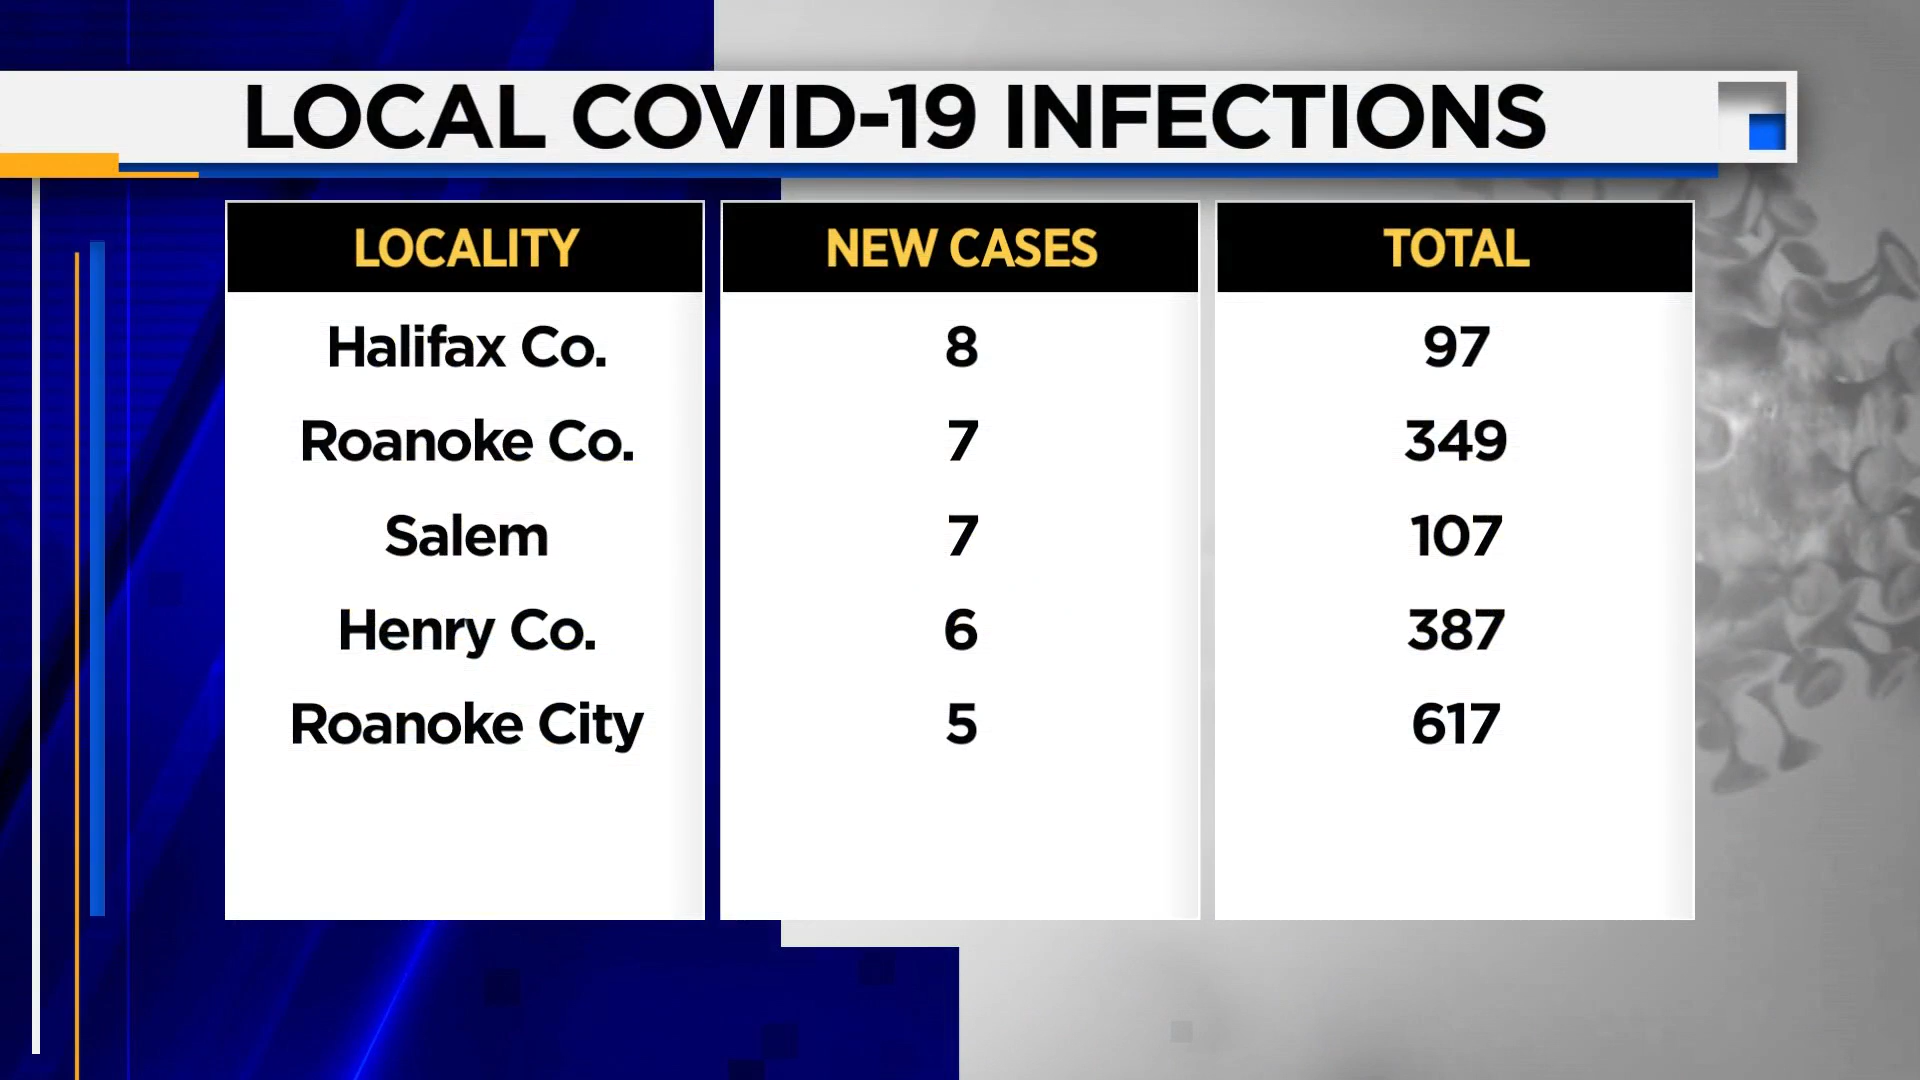 LOCAL COVID-19 INFECTIONS
LOCALITY NEW CASES TOTAL
Halifax Co. 8 97
Roanoke Co. 7 349
Salem 7 107
Henry Co. 6 387
Roanoke City 5 617